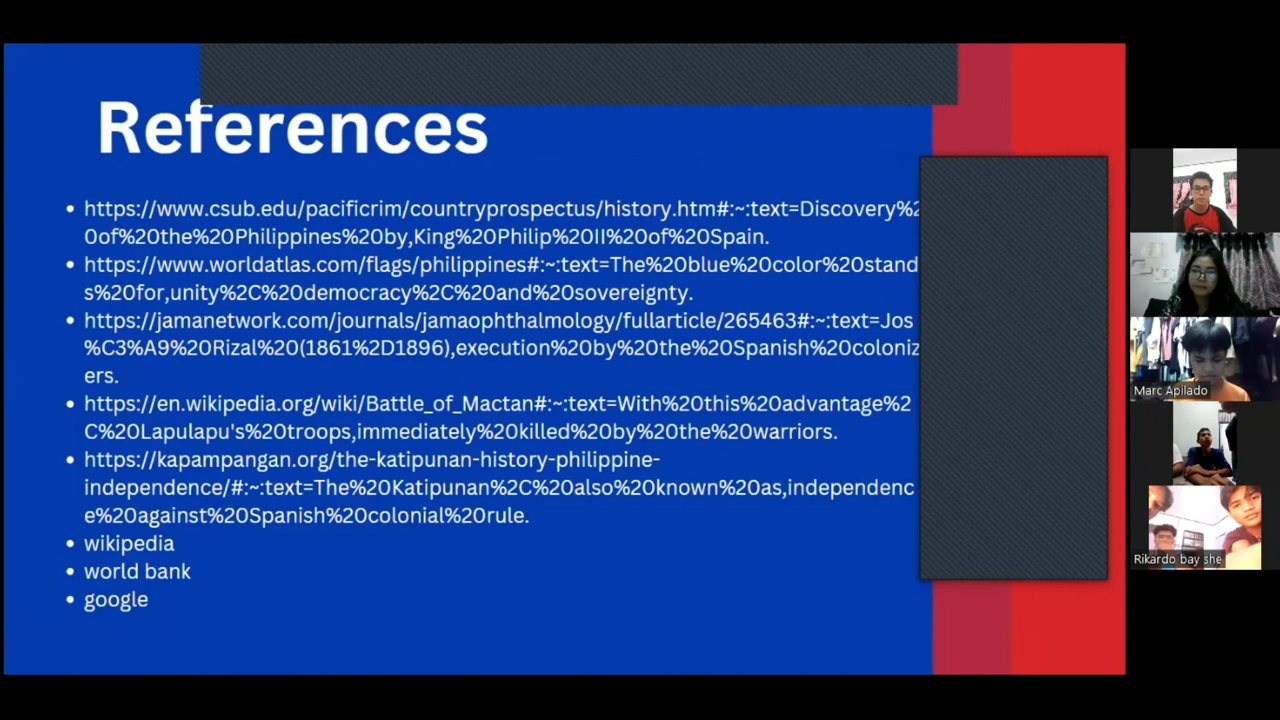 References
https://www.csub.edu/pacificrim/countryprospectus/history.htm#:~:text=Discovery%2
0of%20the%20Philippines%20by,King%20Philip%20II%20of%20Spain.
https://www.worldatlas.com/flags/philippines#:~:text=The%20blue%20color%20stand
s%20for,unity%2C%20democracy%2C%20and%20sovereignty.
https://jamanetwork.com/journals/jamaophthalmology/fullarticle/265463#:~:text=Jos
%C3%A9%20Rizal%20(1861%2D1896),execution%20by%20the%20Spanish%20coloniz
ers.
https://en.wikipedia.org/wiki/Battle_of_Mactan#:~:text=With%20this%20advantage%2
C%20Lapulapu's%20troops,immediately%20killed%20by%20the%20warriors.
https://kapampangan.org/the-katipunan-history-philippine-
independence/#:~:text=The%20Katipunan%2C%20also%20known%20as,independenc
e%20against%20Spanish%20colonial%20rule.
wikipedia
world bank
google
Marc Apilado
Rikardo bay she